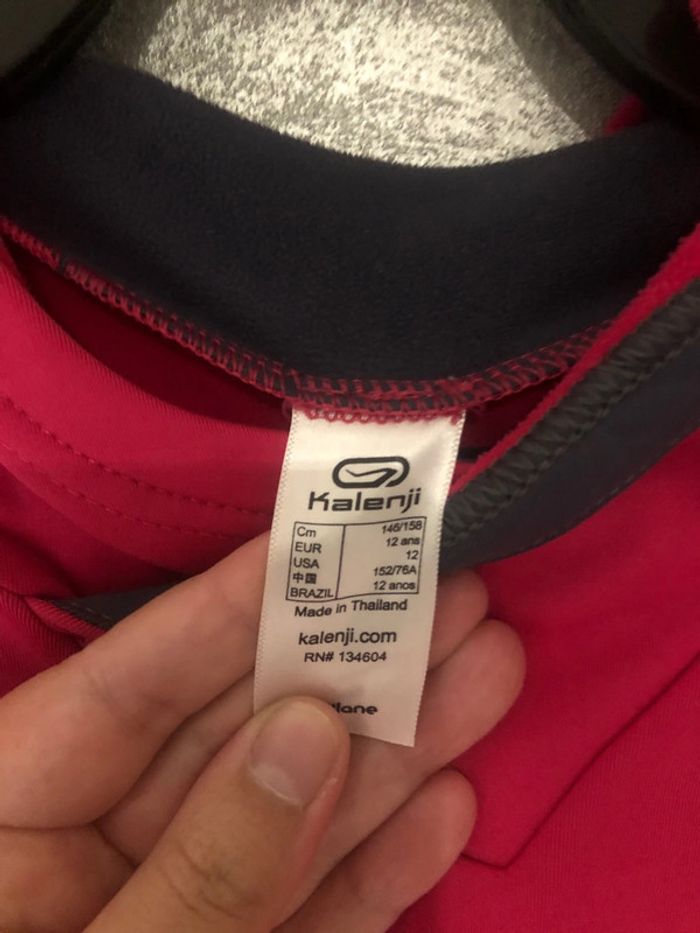 Kalenji
Cm 146/158
EUR 12 ans
USA 12
中国 152/76A
BRAZIL 12 anos
Made in Thailand
kalenji.com
RN# 134604